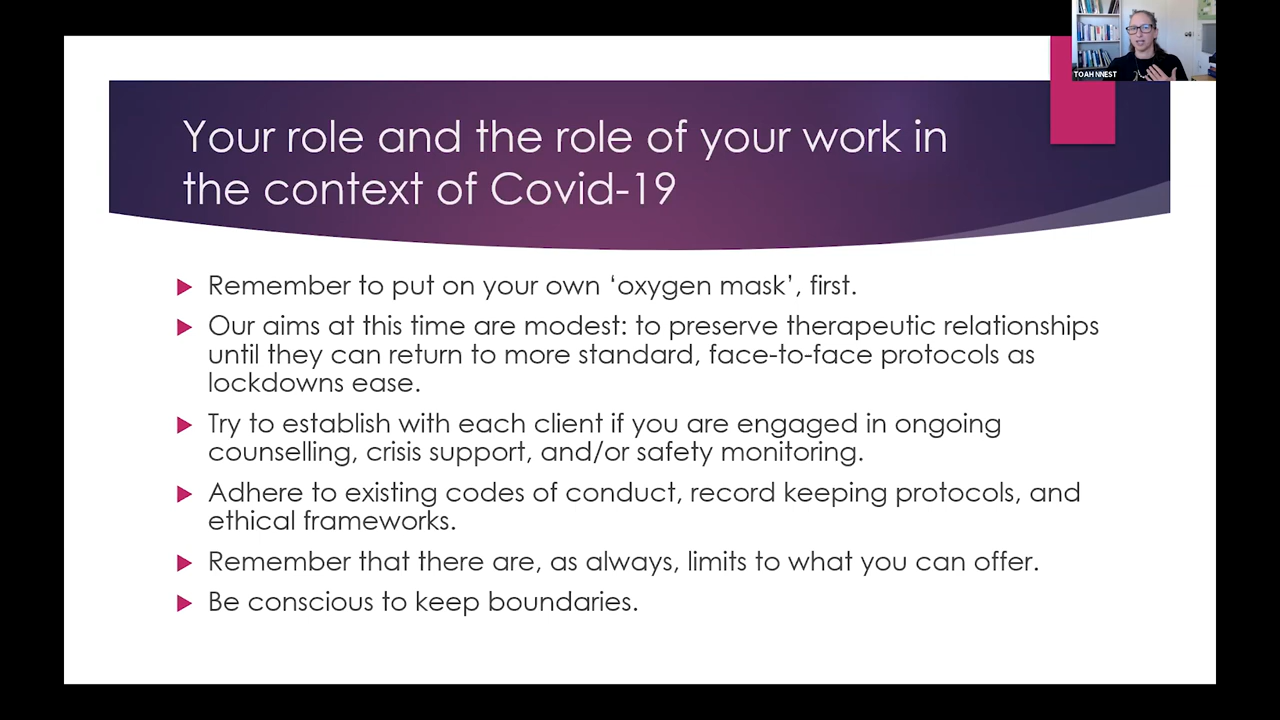 TOAH NNEST
Your role and the role of your work in
the context of Covid-19
Remember to put on your own ‘oxygen mask’, first.
Our aims at this time are modest: to preserve therapeutic relationships
until they can return to more standard, face-to-face protocols as
lockdowns ease.
Try to establish with each client if you are engaged in ongoing
counselling, crisis support, and/or safety monitoring.
Adhere to existing codes of conduct, record keeping protocols, and
ethical frameworks.
Remember that there are, as always, limits to what you can offer.
Be conscious to keep boundaries.